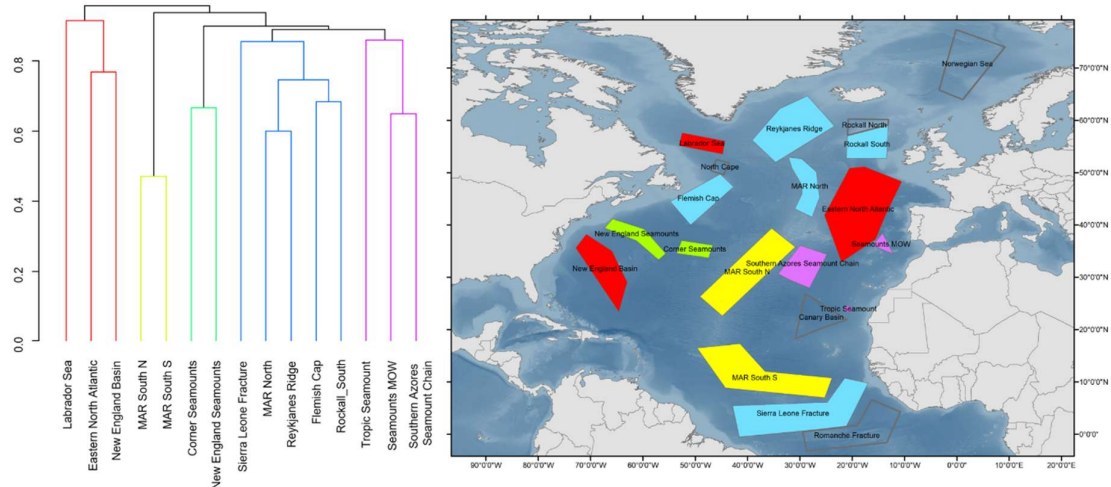 0.8
0.6
0.4
0.2
0.0
Labrador Sea
Eastern North Atlantic
New England Basin
MAR South N
MAR South S
Corner Seamounts
New England Seamounts
Sierra Leone Fracture
MAR North
Reykjanes Ridge
Flemish Cap
Rockall_South
Tropic Seamount
Seamounts MOW
Southern Azores
Seamount Chain
Norwegian Sea
70°0'0"N
Reykjanes Ridge
Rockall North
60°0'0"N
Labrador Sea
Rockall South
North Cape
50°0'0"N
Flemish Cap
MAR North
Eastern North Atlantic
40°0'0"N
New England Seamounts
Corner Seamounts
Seamounts MOW
New England Basin
Southern Azores Seamount Chain
MAR South N
30°0'0"N
Tropic Seamount
Canary Basin
20°0'0"N
MAR South S
10°0'0"N
Sierra Leone Fracture
Romanche Fracture
0°0'0"
90°0'0"W
80°0'0"W
70°0'0"W
60°0'0"W
50°0'0"W
40°0'0"W
30°0'0"W
20°0'0"W
10°0'0"W
0°0'0"
10°0'0"E
20°0'0"E